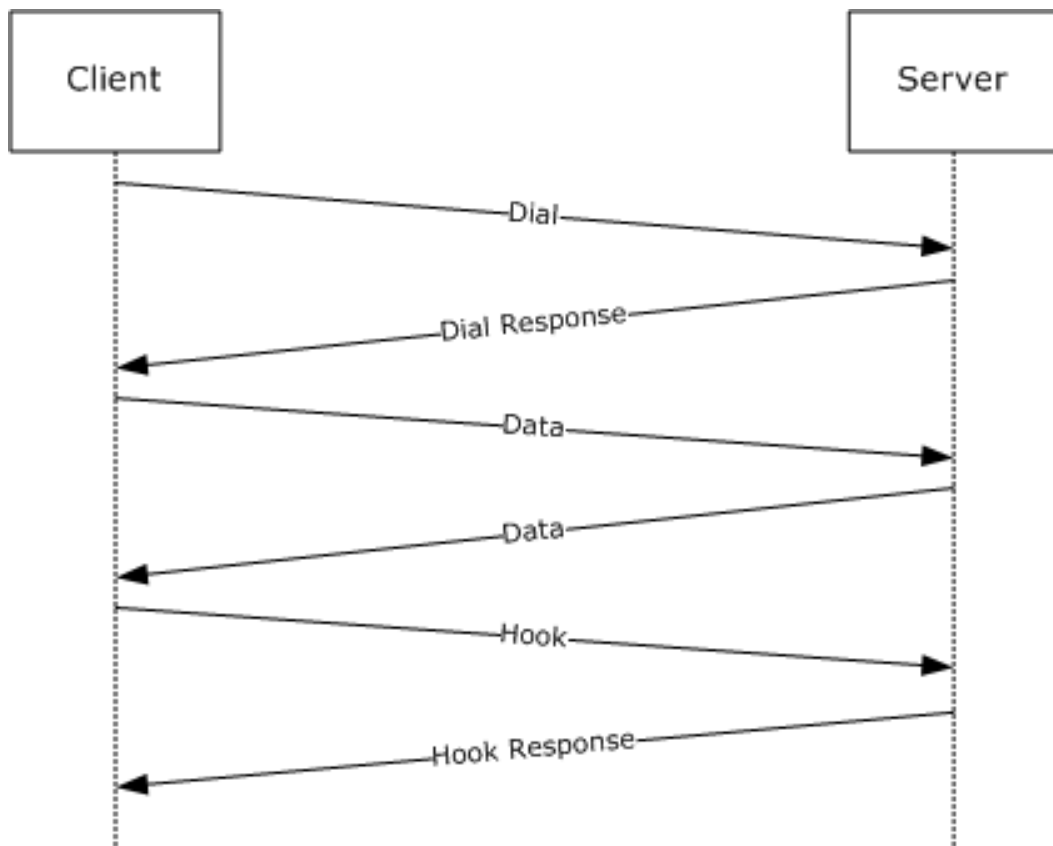 Client
Server
Dial
Dial Response
Data
Data
Hook
Hook Response